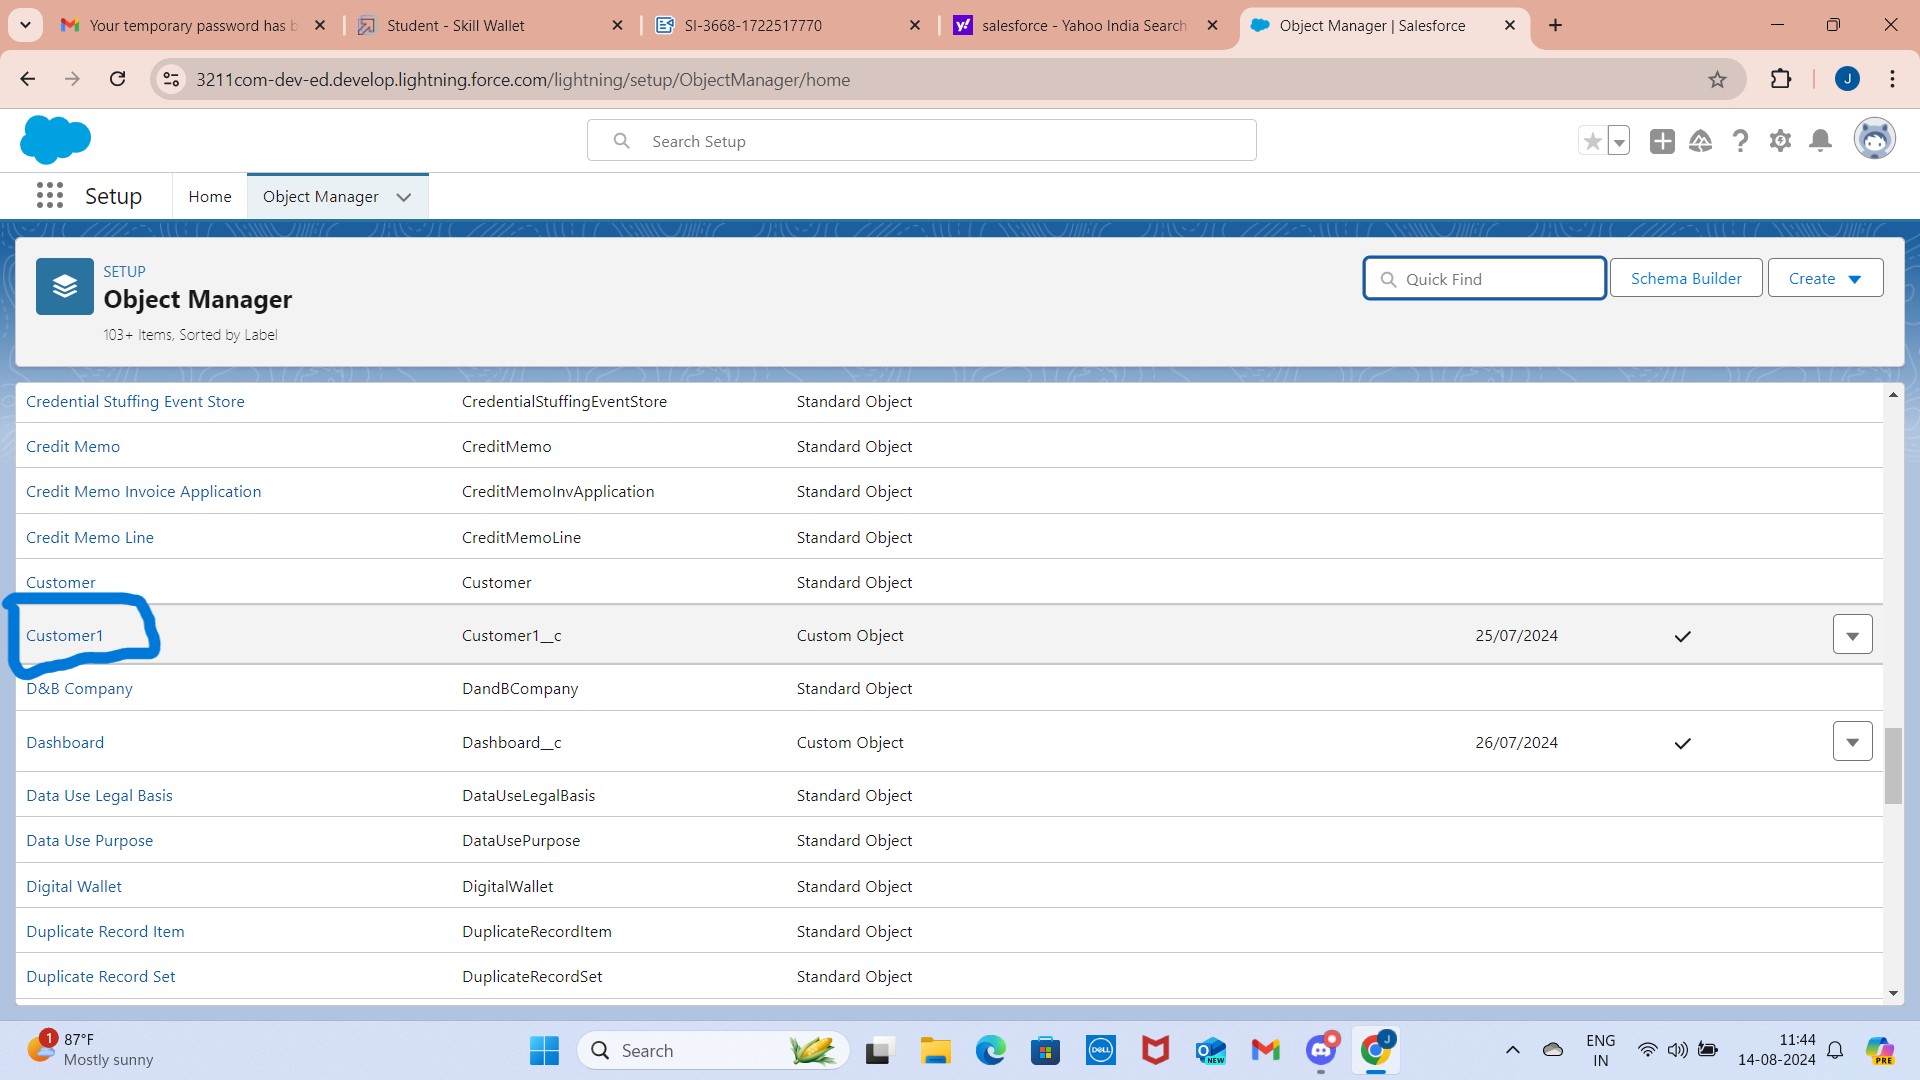 Your temporary password has b
Student - Skill Wallet
SI-3668-1722517770
salesforce - Yahoo India Search
Object Manager | Salesforce
3211com-dev-ed.develop.lightning.force.com/lightning/setup/ObjectManager/home
J
Search Setup
Setup
Home
Object Manager
SETUP
Object Manager
103+ Items, Sorted by Label
Quick Find
Schema Builder
Create
Credential Stuffing Event Store CredentialStuffingEventStore Standard Object
Credit Memo CreditMemo Standard Object
Credit Memo Invoice Application CreditMemoInvApplication Standard Object
Credit Memo Line CreditMemoLine Standard Object
Customer Customer Standard Object
Customer1 Customer1__c Custom Object 25/07/2024
D&B Company DandBCompany Standard Object
Dashboard Dashboard__c Custom Object 26/07/2024
Data Use Legal Basis DataUseLegalBasis Standard Object
Data Use Purpose DataUsePurpose Standard Object
Digital Wallet DigitalWallet Standard Object
Duplicate Record Item DuplicateRecordItem Standard Object
Duplicate Record Set DuplicateRecordSet Standard Object
1
87°F
Mostly sunny
Search
DELL
NEW
J
ENG
IN
11:44
14-08-2024
PRE